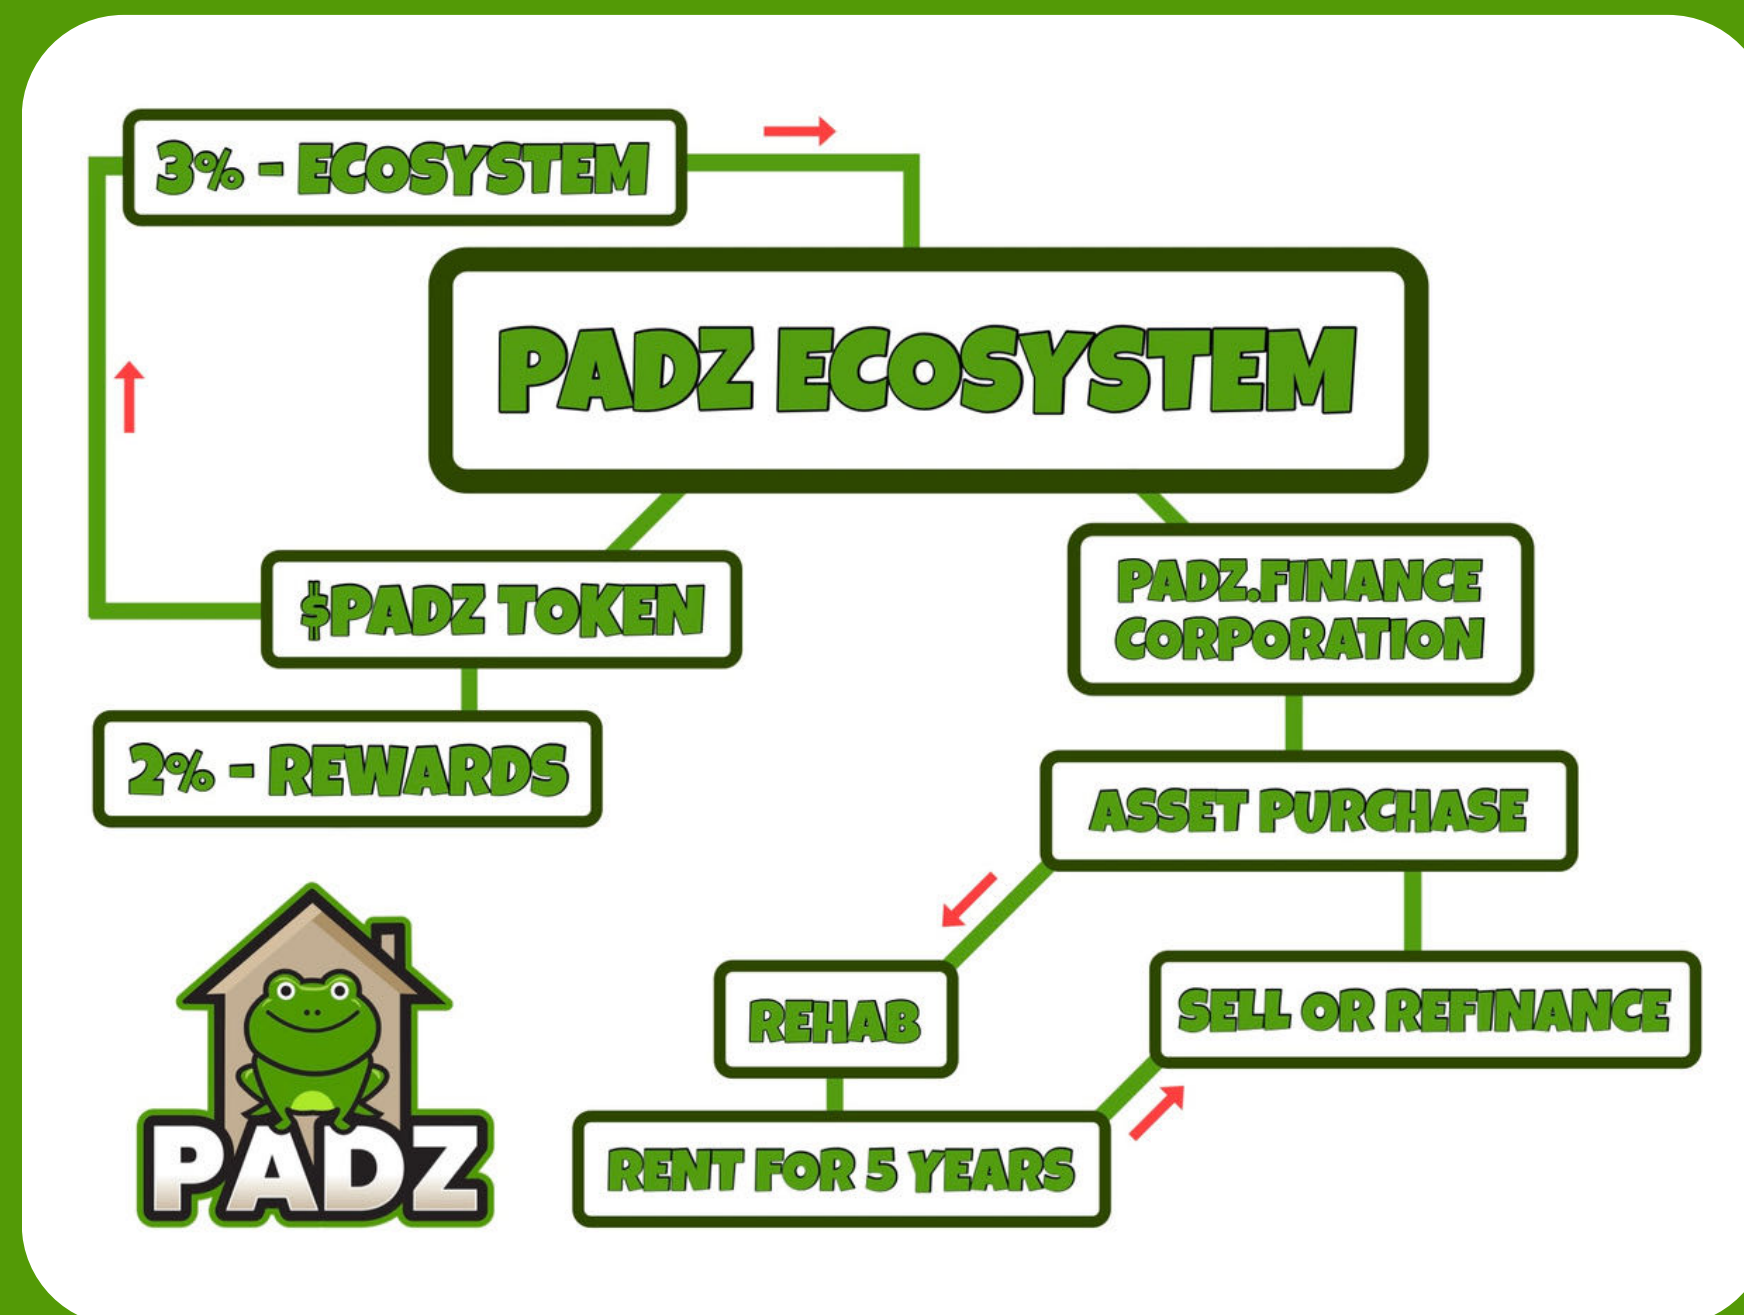 3% - ECOSYSTEM
PADZ ECOSYSTEM
$PADZ TOKEN
PADZ.FINANCE
CORPORATION
2% - REWARDS
ASSET PURCHASE
REHAB
SELL OR REFINANCE
RENT FOR 5 YEARS
PADZ